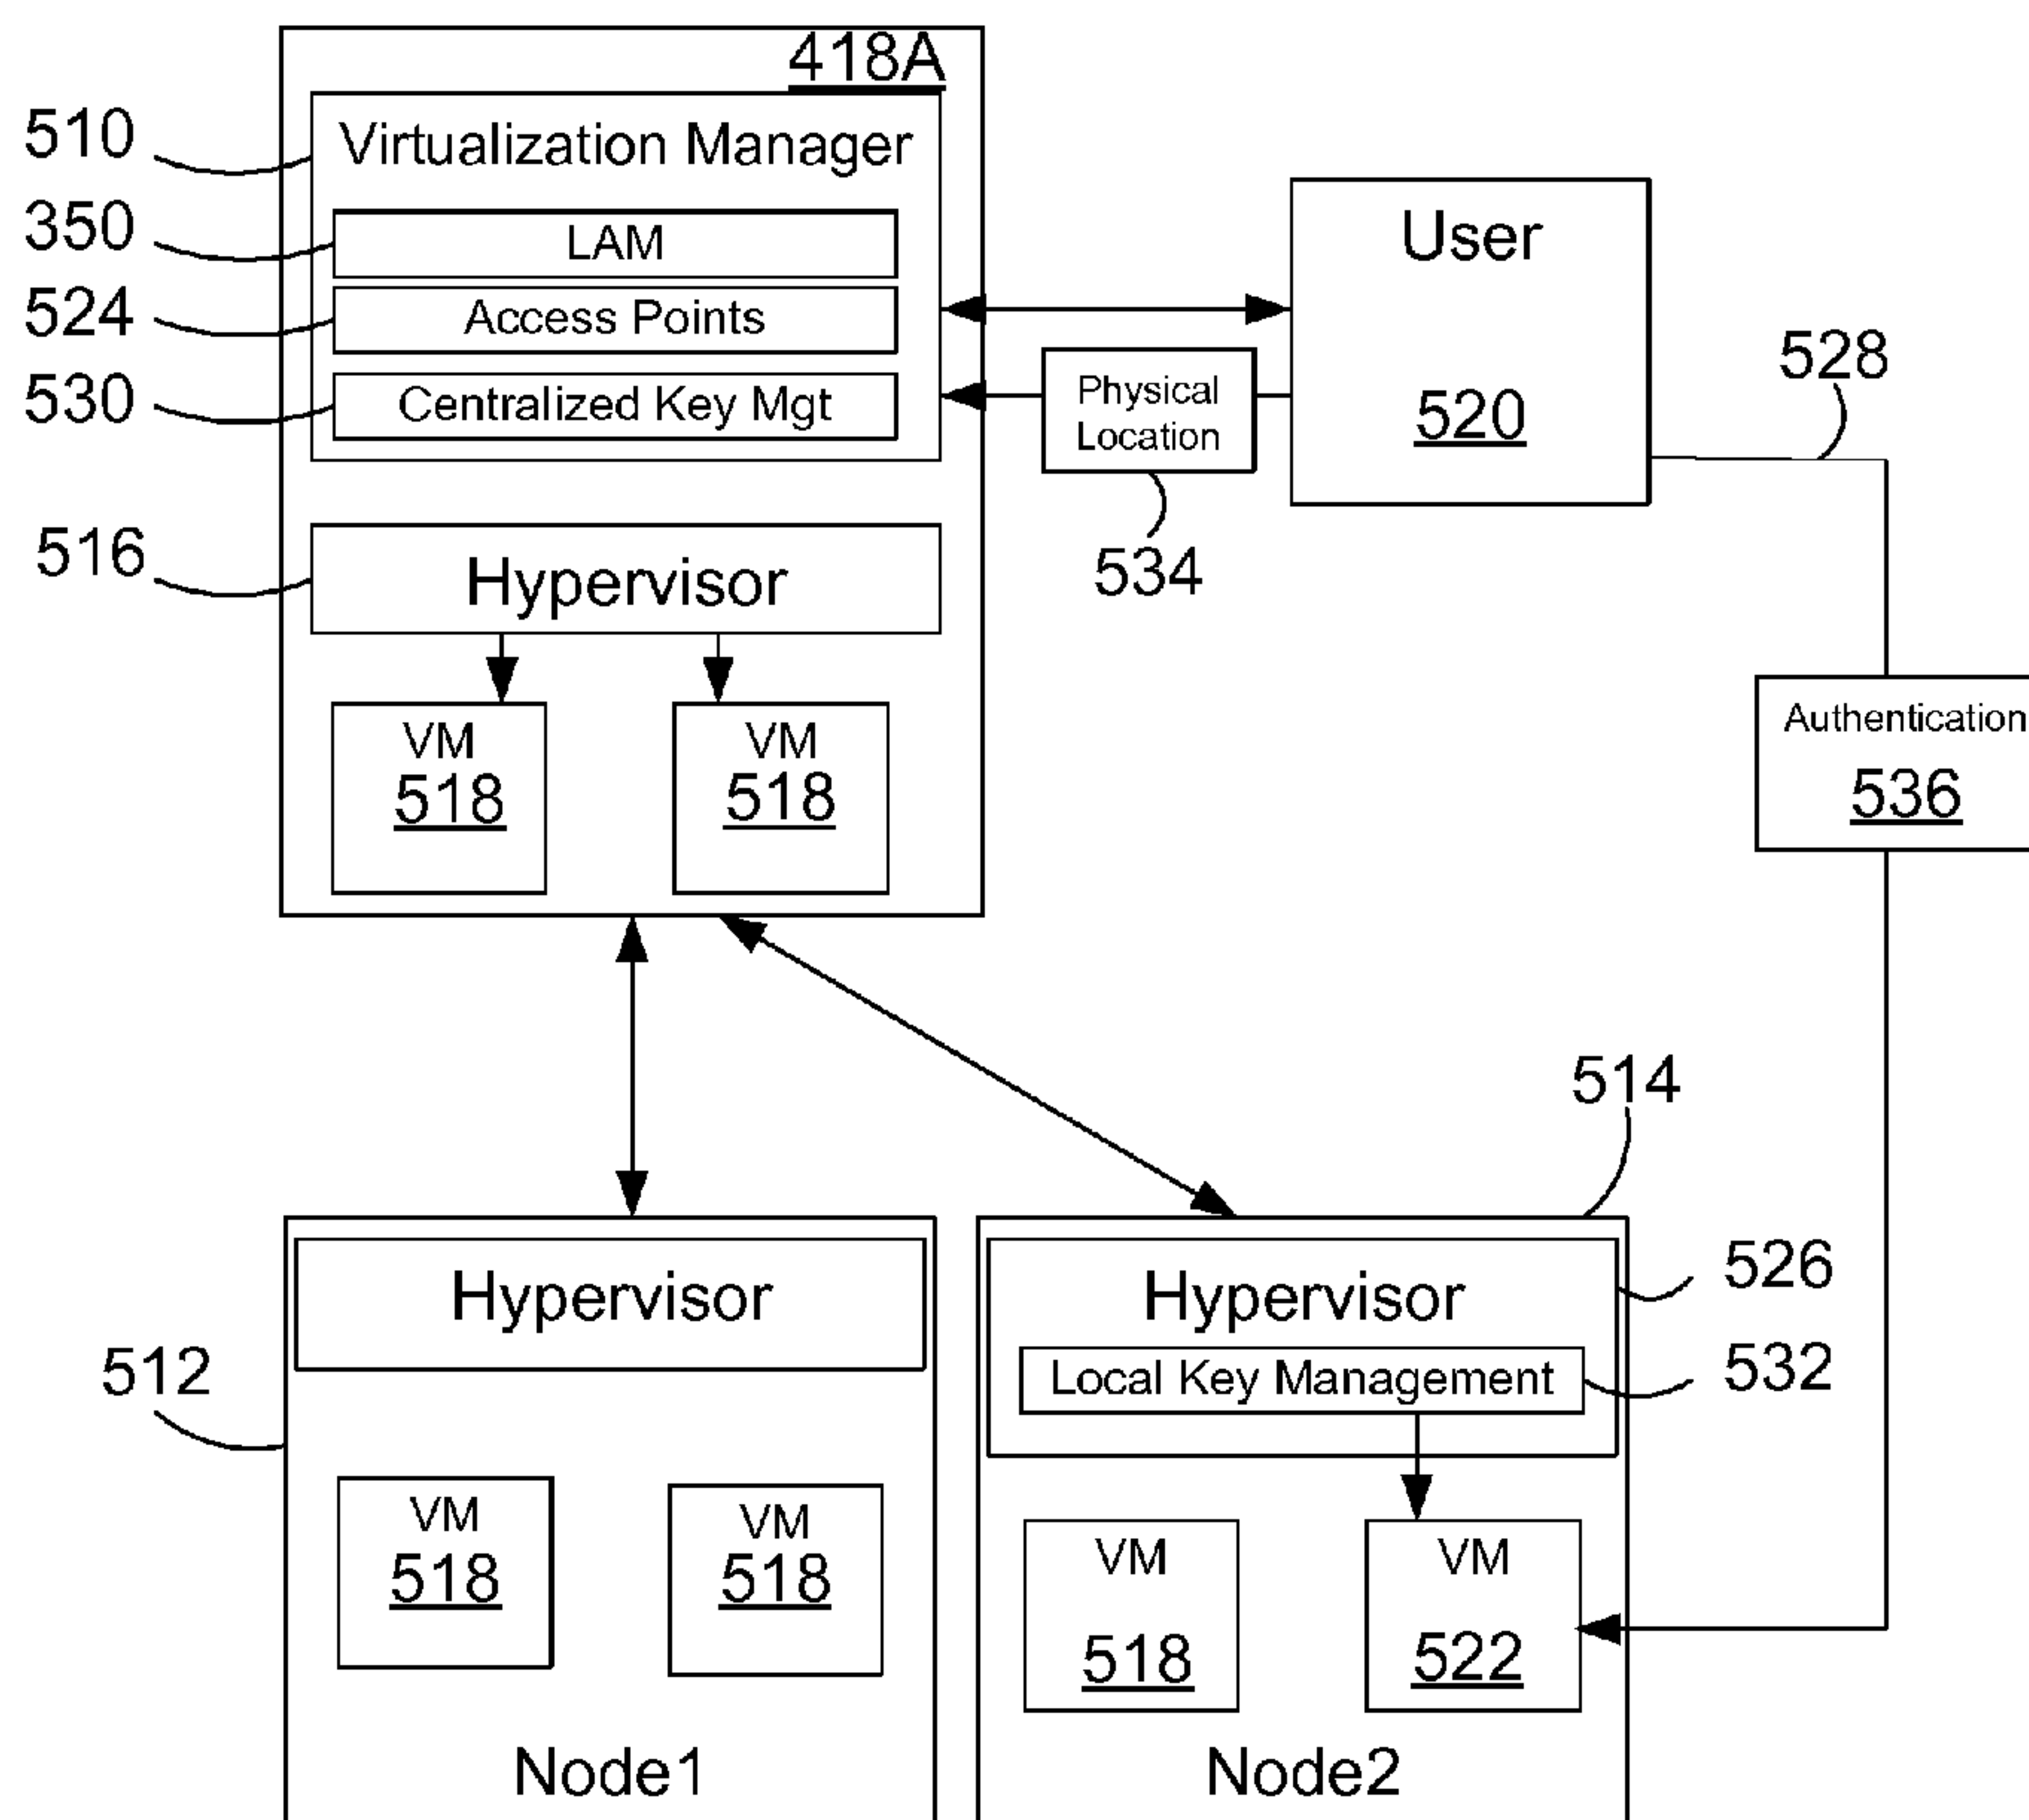 418A
510
Virtualization Manager
350
LAM
524
Access Points
530
Centralized Key Mgt
User
520
Physical
Location
534
528
516
Hypervisor
VM
518
VM
518
Authentication
536
514
Hypervisor
512
VM
518
VM
518
Node1
Hypervisor
526
Local Key Management
532
VM
518
VM
522
Node2